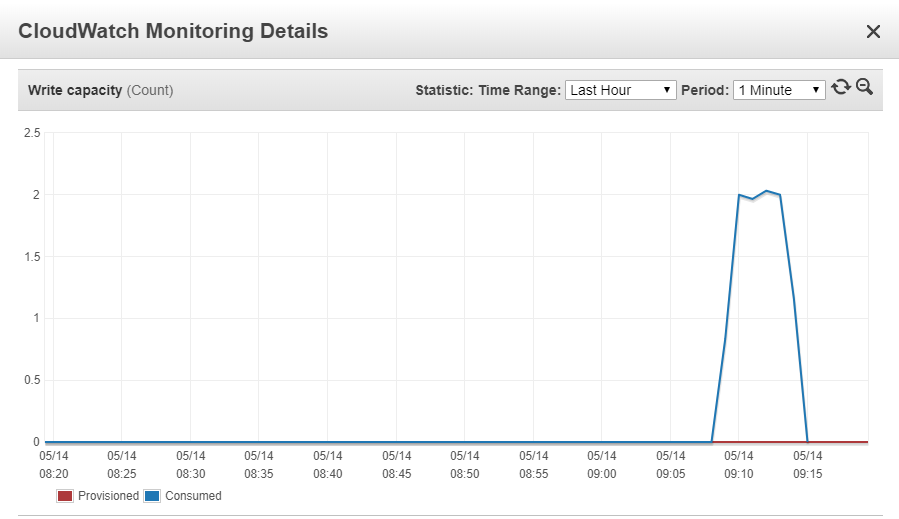 CloudWatch Monitoring Details
Write capacity (Count) Statistic: Time Range: Last Hour Period: 1 Minute
2.5
2
1.5
1
0.5
0
05/14 05/14 05/14 05/14 05/14 05/14 05/14 05/14 05/14 05/14 05/14 05/14
08:20 08:25 08:30 08:35 08:40 08:45 08:50 08:55 09:00 09:05 09:10 09:15
Provisioned Consumed